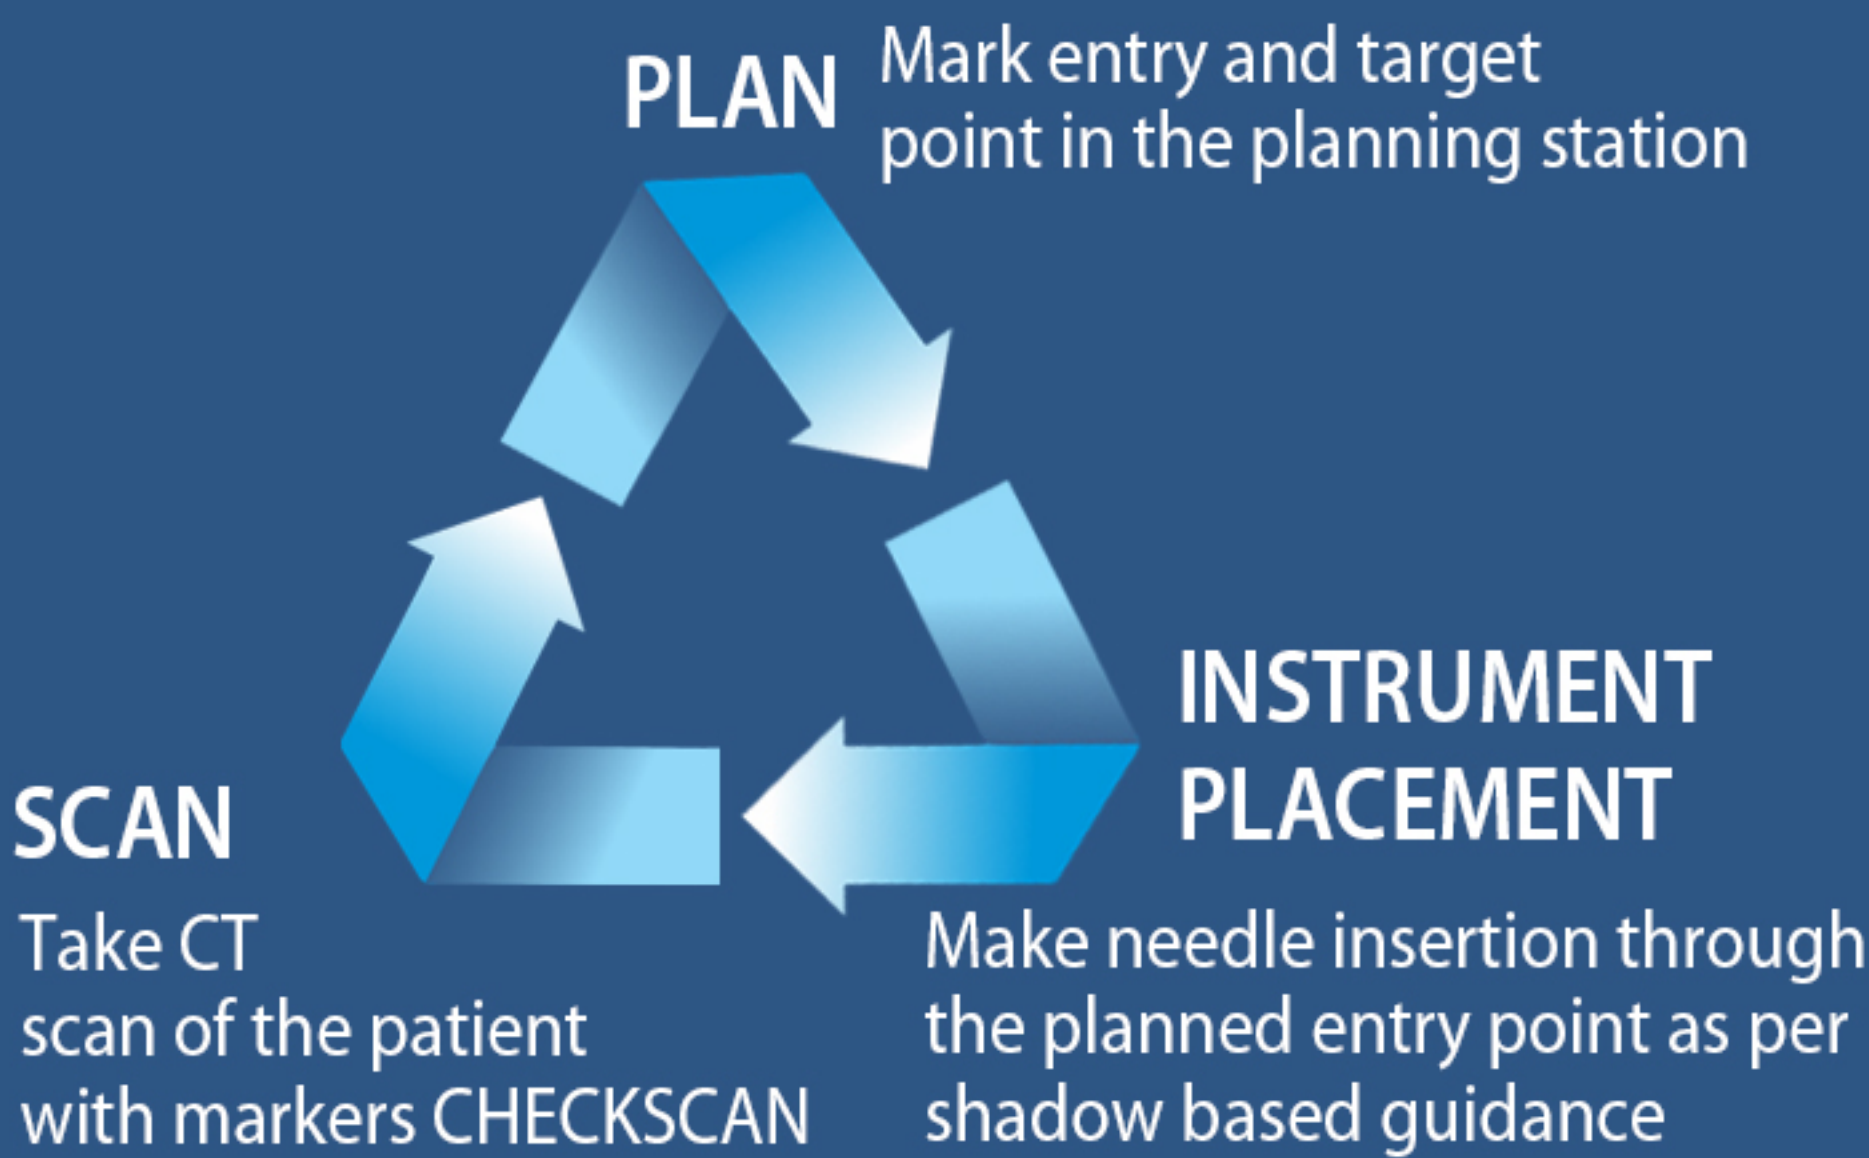 PLAN
Mark entry and target
point in the planning station
INSTRUMENT
PLACEMENT
Make needle insertion through
the planned entry point as per
shadow based guidance
SCAN
Take CT
scan of the patient
with markers CHECKSCAN